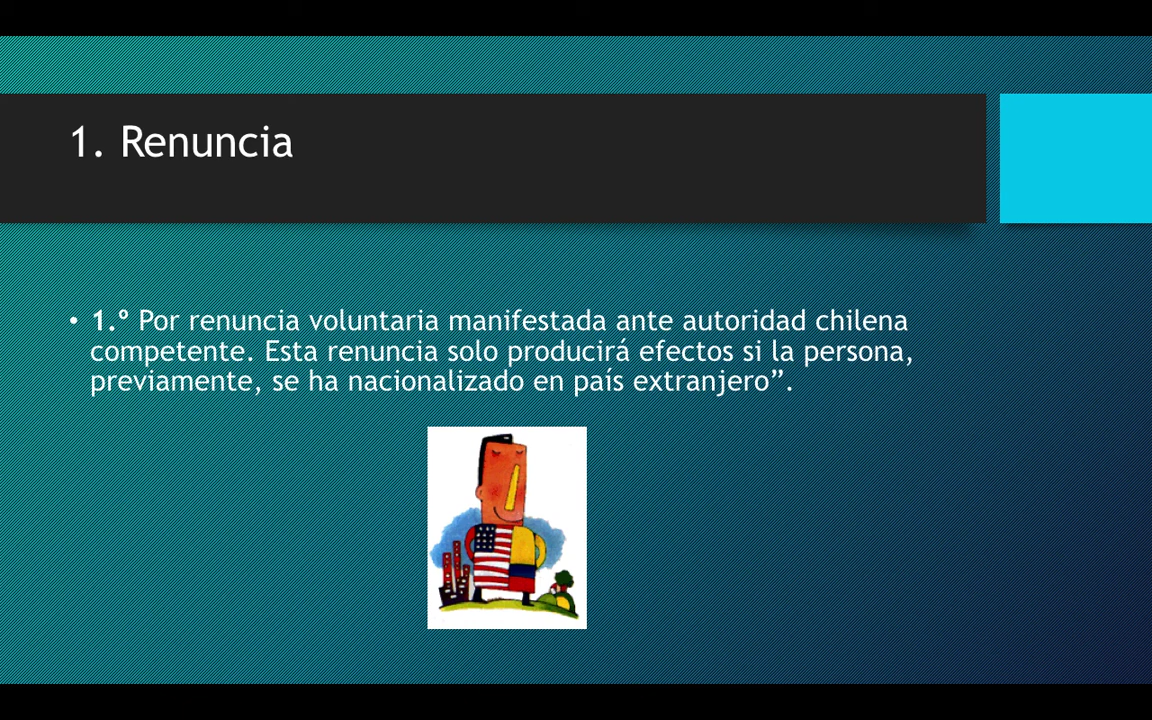 1. Renuncia
• 1.º Por renuncia voluntaria manifestada ante autoridad chilena
competente. Esta renuncia solo producirá efectos si la persona,
previamente, se ha nacionalizado en país extranjero”.